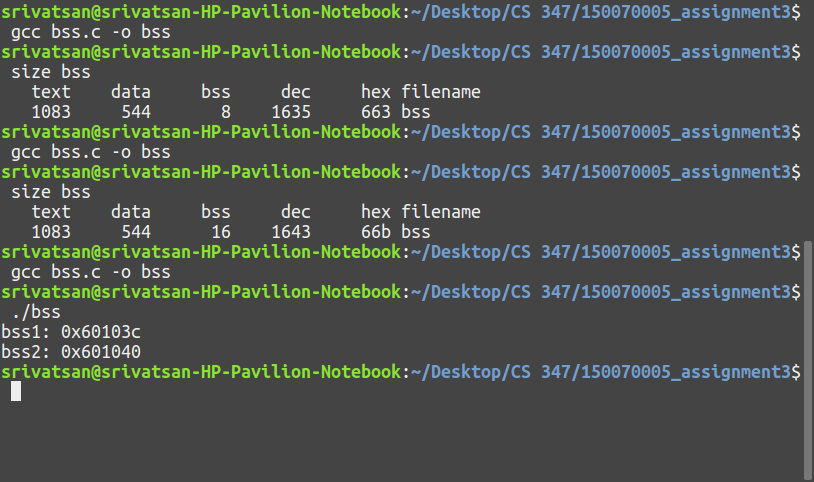 srivatsan@srivatsan-HP-Pavilion-Notebook:~/Desktop/CS 347/150070005_assignment3$
gcc bss.c -o bss
srivatsan@srivatsan-HP-Pavilion-Notebook:~/Desktop/CS 347/150070005_assignment3$
size bss
text data bss dec hex filename
1083 544 8 1635 663 bss
srivatsan@srivatsan-HP-Pavilion-Notebook:~/Desktop/CS 347/150070005_assignment3$
gcc bss.c -o bss
srivatsan@srivatsan-HP-Pavilion-Notebook:~/Desktop/CS 347/150070005_assignment3$
size bss
text data bss dec hex filename
1083 544 16 1643 66b bss
srivatsan@srivatsan-HP-Pavilion-Notebook:~/Desktop/CS 347/150070005_assignment3$
gcc bss.c -o bss
srivatsan@srivatsan-HP-Pavilion-Notebook:~/Desktop/CS 347/150070005_assignment3$
./bss
bss1: 0x60103c
bss2: 0x601040
srivatsan@srivatsan-HP-Pavilion-Notebook:~/Desktop/CS 347/150070005_assignment3$